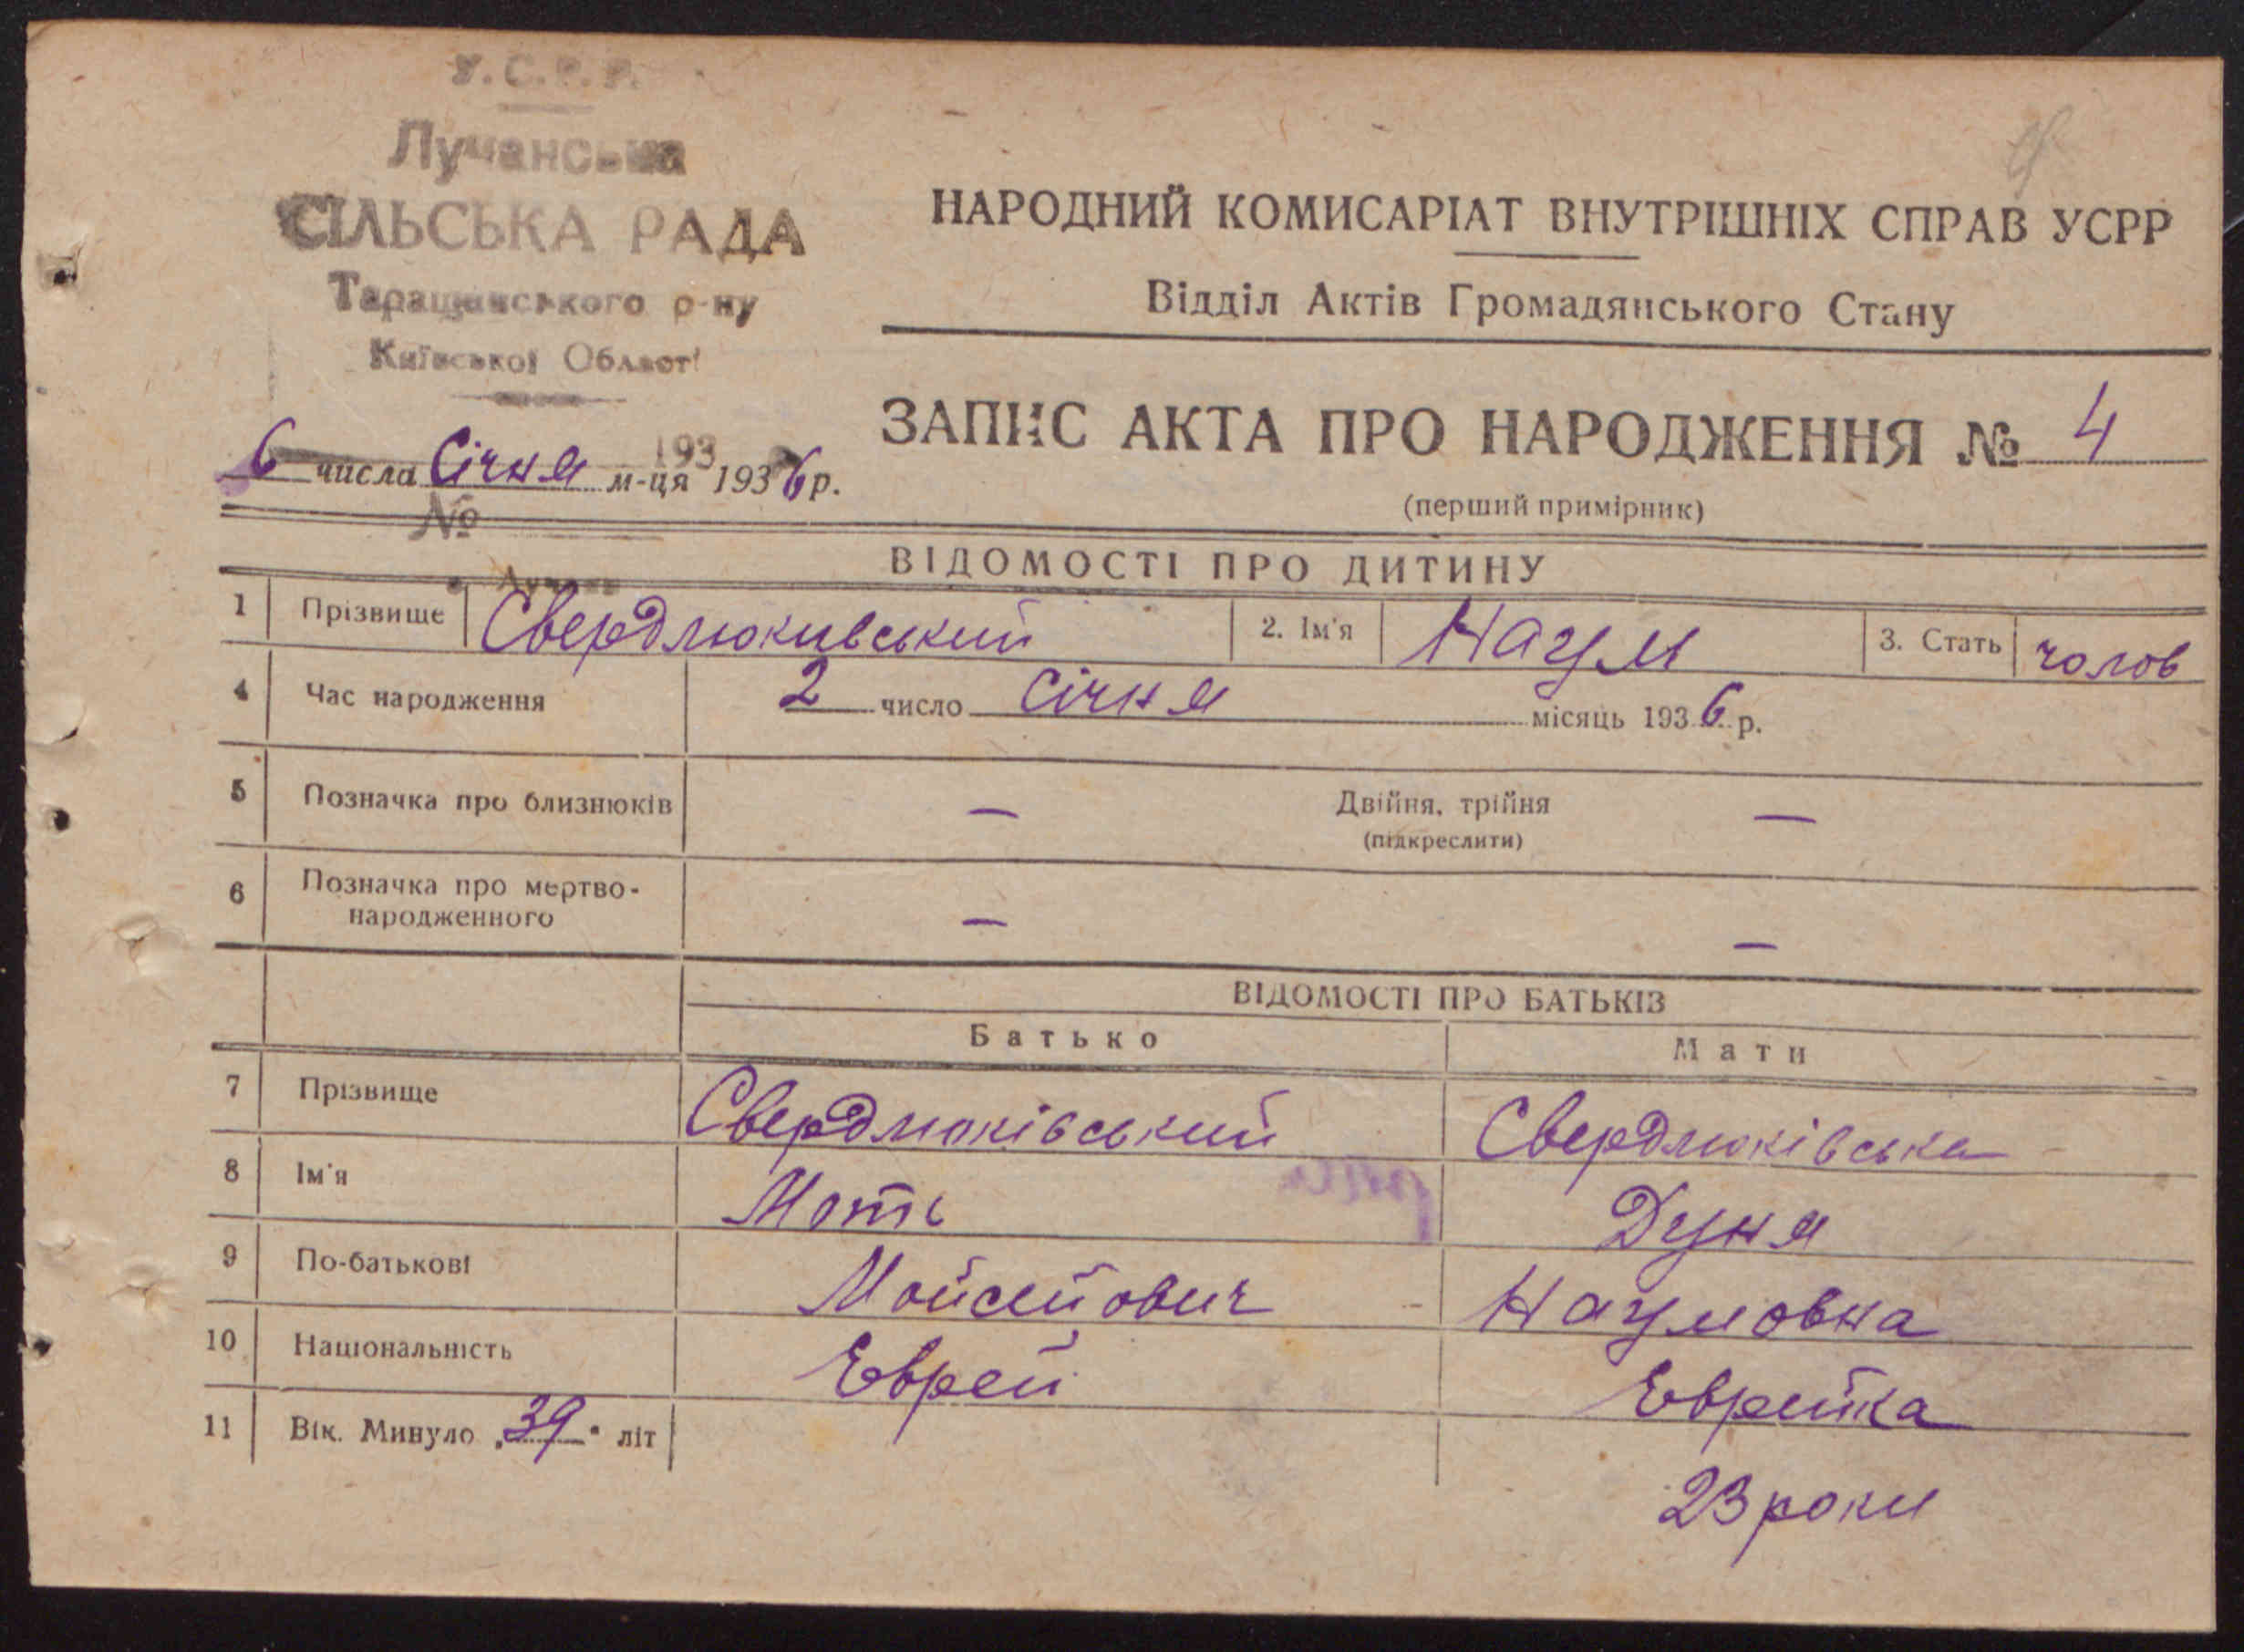 У.С.Р.Р.
Лучанська
СІЛЬСЬКА РАДА
Таращанського р-ну
Київської Області
193
№
НАРОДНИЙ КОМИСАРІАТ ВНУТРІШНІХ СПРАВ УСРР
Відділ Актів Громадянського Стану
6 числа Січня м-ця 1936 р.
ЗАПИС АКТА ПРО НАРОДЖЕННЯ № 4
(перший примірник)
ВІДОМОСТІ ПРО ДИТИНУ
1 Прізвище Свердлюкивський 2. Ім'я Наум 3. Стать чолов
4 Час народження 2 число Січня місяць 1936 р.
5 Позначка про близнюків — Двійня, трійня —
(підкреслити)
6 Позначка про мертво-
народженного — —
ВІДОМОСТІ ПРО БАТЬКІВ
Батько Мати
7 Прізвище Свердлюківський Свердлюківська
8 Ім'я Моть Дуня
9 По-батькові Мойсейович Наумовна
10 Національність Еврей Еврейка
11 Вік. Минуло „39" літ
23 роки